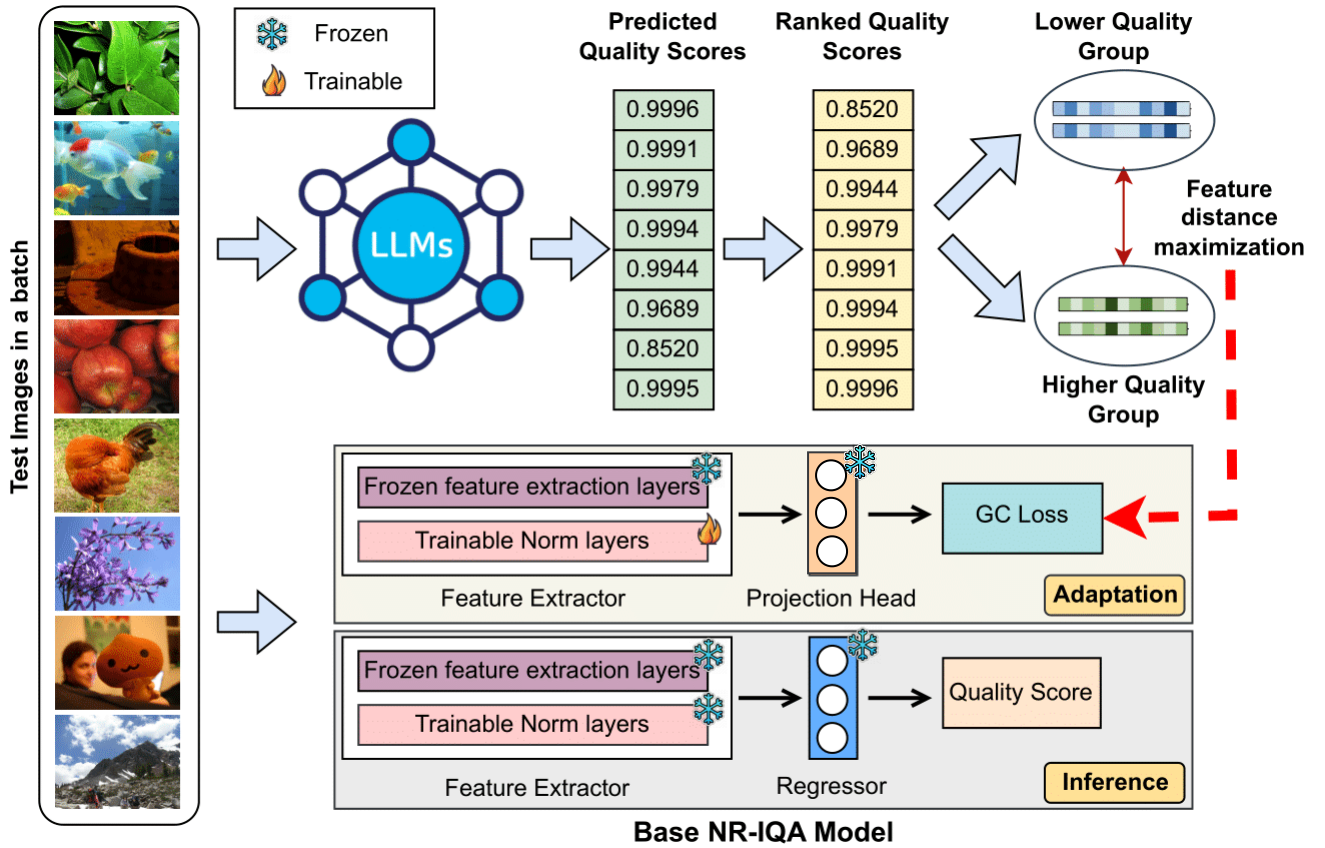 Test Images in a batch
Frozen
Trainable
LLMs
Predicted
Quality Scores
0.9996
0.9991
0.9979
0.9994
0.9944
0.9689
0.8520
0.9995
Ranked Quality
Scores
0.8520
0.9689
0.9944
0.9979
0.9991
0.9994
0.9995
0.9996
Lower Quality
Group
Feature
distance
maximization
Higher Quality
Group
Frozen feature extraction layers
Trainable Norm layers
Feature Extractor
Projection Head
GC Loss
Adaptation
Frozen feature extraction layers
Trainable Norm layers
Feature Extractor
Regressor
Quality Score
Inference
Base NR-IQA Model